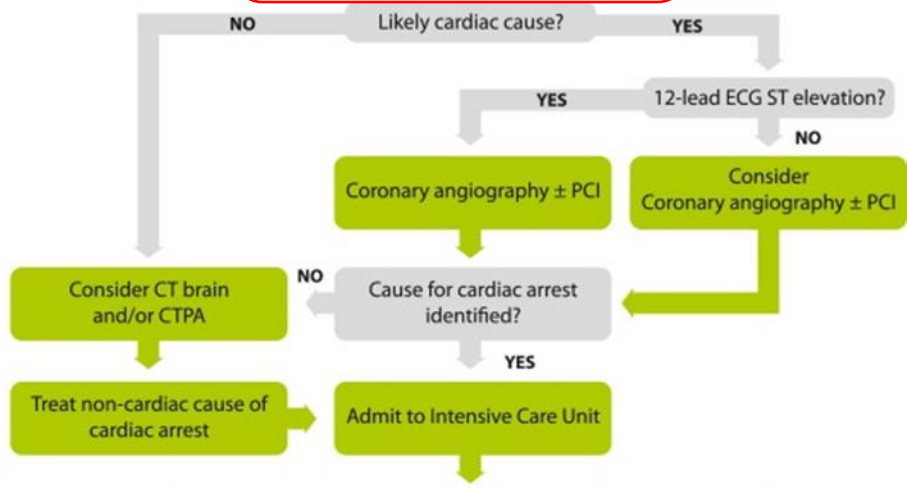 Likely cardiac cause?
NO
YES
12-lead ECG ST elevation?
YES
NO
Coronary angiography ± PCI
Consider
Coronary angiography ± PCI
Consider CT brain
and/or CTPA
NO
Cause for cardiac arrest
identified?
YES
Treat non-cardiac cause of
cardiac arrest
Admit to Intensive Care Unit